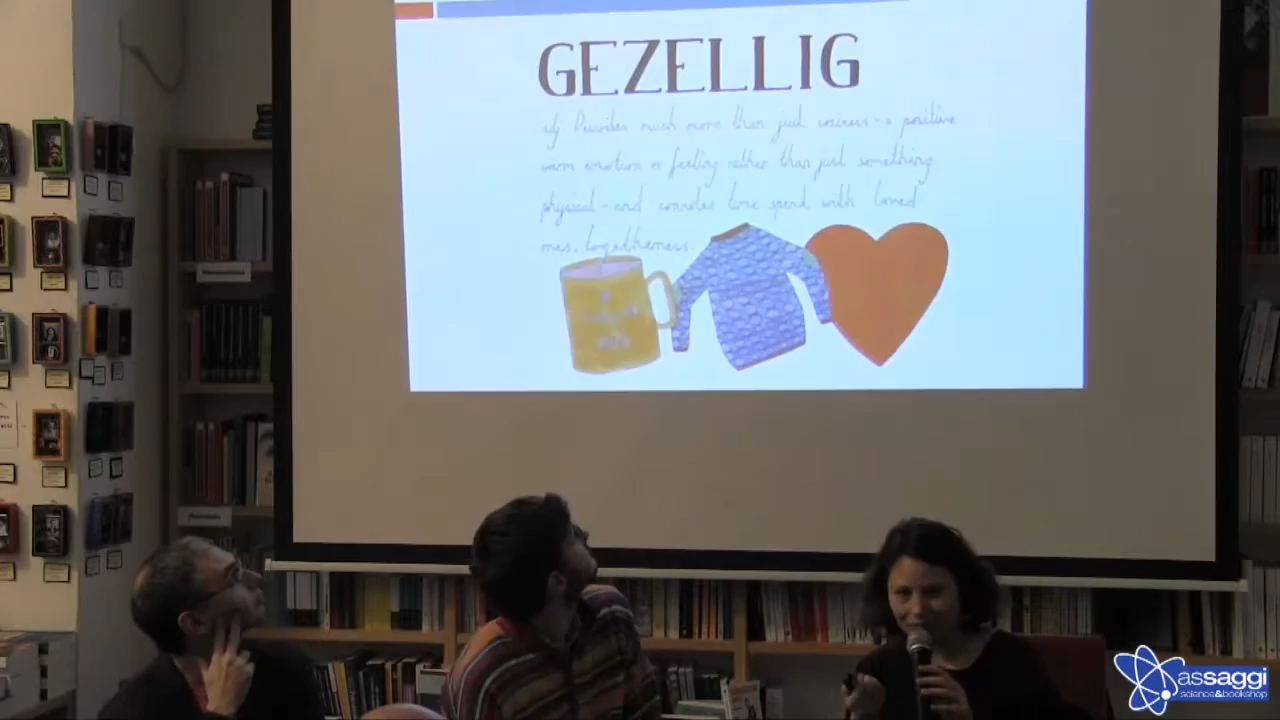 GEZELLIG
adj Describes much more than just coziness - a positive
warm emotion or feeling rather than just something
physical - and connotes time spent with loved
ones, togetherness.
assaggi
science&bookshop